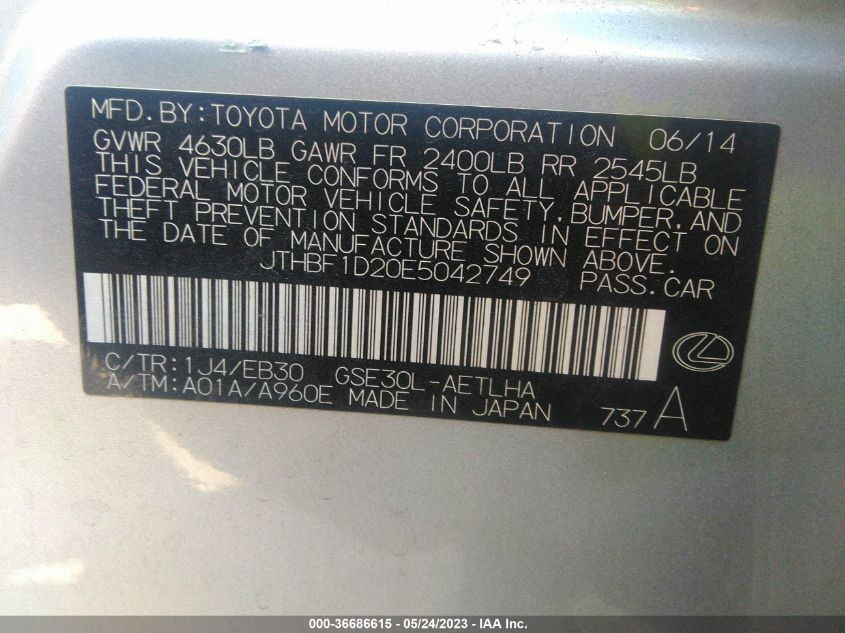 MFD.BY:TOYOTA MOTOR CORPORATION 06/14
GVWR 4630LB GAWR FR 2400LB RR 2545LB
THIS VEHICLE CONFORMS TO ALL APPLICABLE
FEDERAL MOTOR VEHICLE SAFETY,BUMPER,AND
THEFT PREVENTION STANDARDS IN EFFECT ON
THE DATE OF MANUFACTURE SHOWN ABOVE.
JTHBF1D20E5042749 PASS.CAR
C/TR:1J4/EB30 GSE30L-AETLHA
A/TM:A01A/A960E MADE IN JAPAN 737A
000-36686615 - 05/24/2023 - IAA Inc.